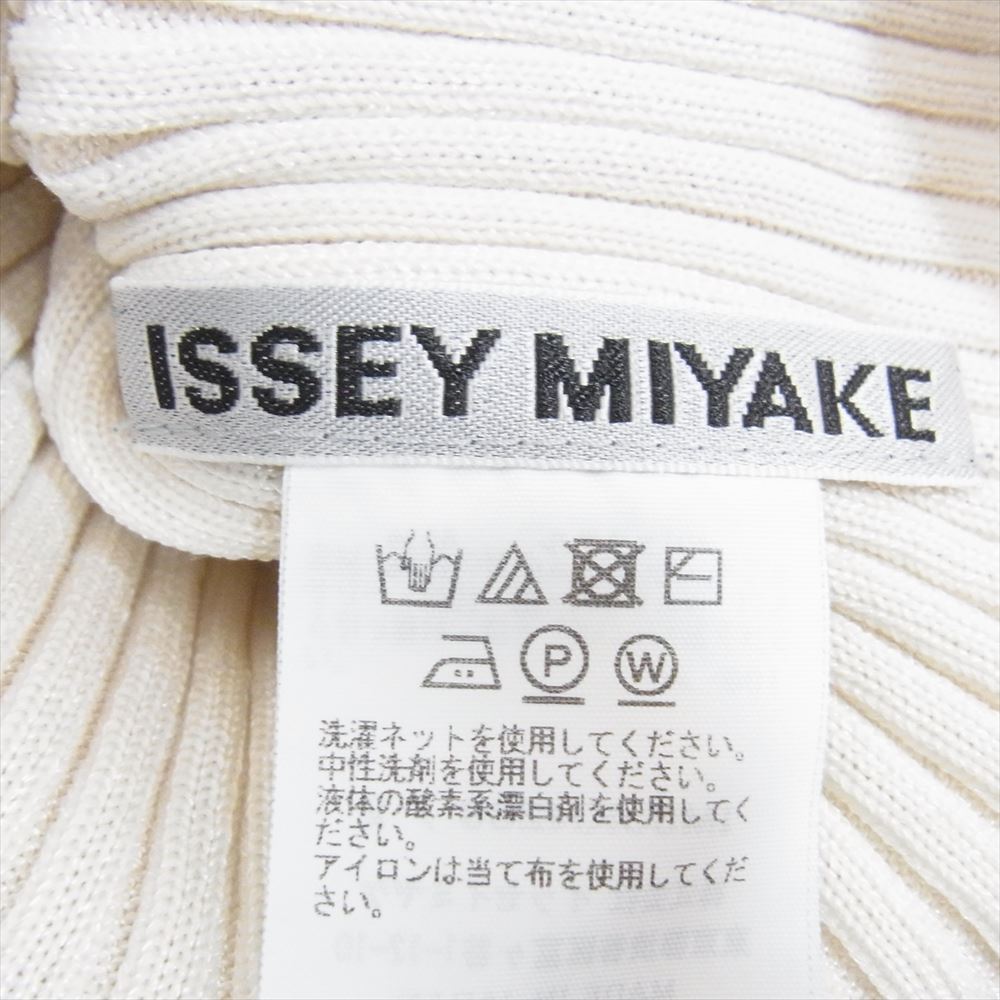 ISSEY MIYAKE
P W
洗濯ネットを使用してください。
中性洗剤を使用してください。
液体の酸素系漂白剤を使用してく
ださい。
アイロンは当て布を使用してくだ
さい。